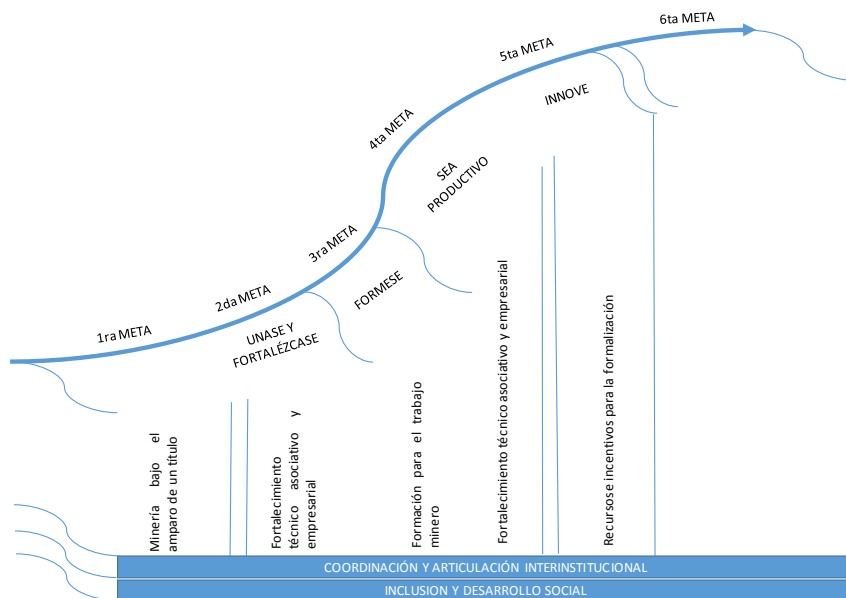 6ta META
5ta META
INNOVE
4ta META
SEA
PRODUCTIVO
3ra META
FORMESE
2da META
UNASE Y
FORTALÉZCASE
1ra META
Minería bajo el
amparo de un título
Fortalecimiento
técnico asociativo y
empresarial
Formación para el trabajo
minero
Fortalecimiento técnico asociativo y empresarial
Recursos e incentivos para la formalización
COORDINACIÓN Y ARTICULACIÓN INTERINSTITUCIONAL
INCLUSION Y DESARROLLO SOCIAL